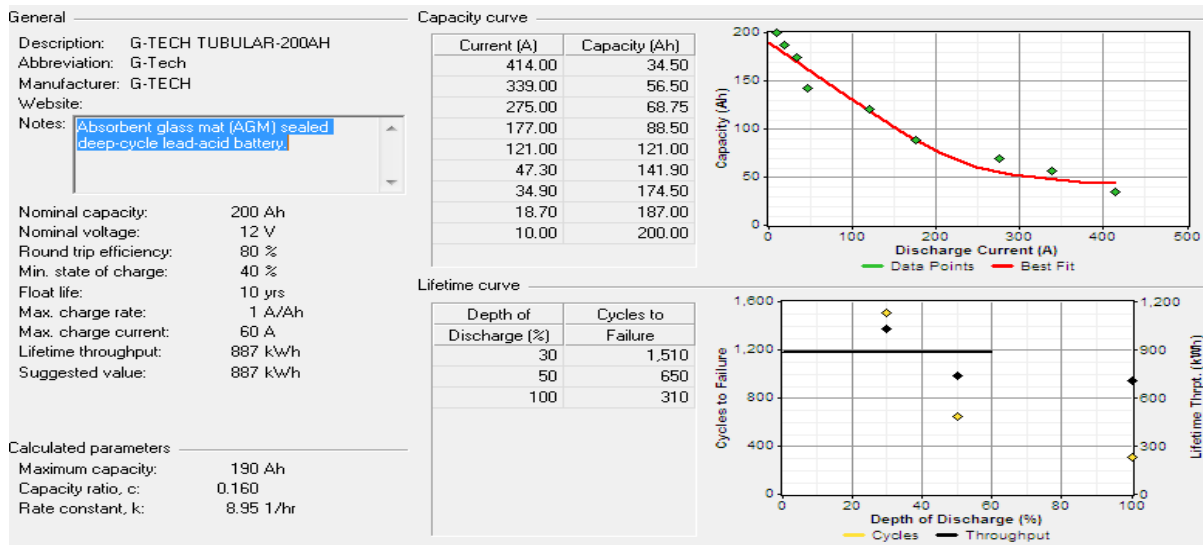 General
Description: G-TECH TUBULAR-200AH
Abbreviation: G-Tech
Manufacturer: G-TECH
Website:
Notes: Absorbent glass mat (AGM) sealed
deep-cycle lead-acid battery.
Nominal capacity: 200 Ah
Nominal voltage: 12 V
Round trip efficiency: 80 %
Min. state of charge: 40 %
Float life: 10 yrs
Max. charge rate: 1 A/Ah
Max. charge current: 60 A
Lifetime throughput: 887 kWh
Suggested value: 887 kWh
Calculated parameters
Maximum capacity: 190 Ah
Capacity ratio, c: 0.160
Rate constant, k: 8.95 1/hr
Capacity curve
Current (A) Capacity (Ah)
414.00 34.50
339.00 56.50
275.00 68.75
177.00 88.50
121.00 121.00
47.30 141.90
34.90 174.50
18.70 187.00
10.00 200.00
Capacity (Ah)
200
150
100
50
0
0 100 200 300 400 500
Discharge Current (A)
Data Points Best Fit
Lifetime curve
Depth of Cycles to
Discharge (%) Failure
30 1,510
50 650
100 310
Cycles to Failure
1,600
1,200
800
400
0
1,200
900
600
300
0
Lifetime Thrpt. (kWh)
0 20 40 60 80 100
Depth of Discharge (%)
Cycles Throughput